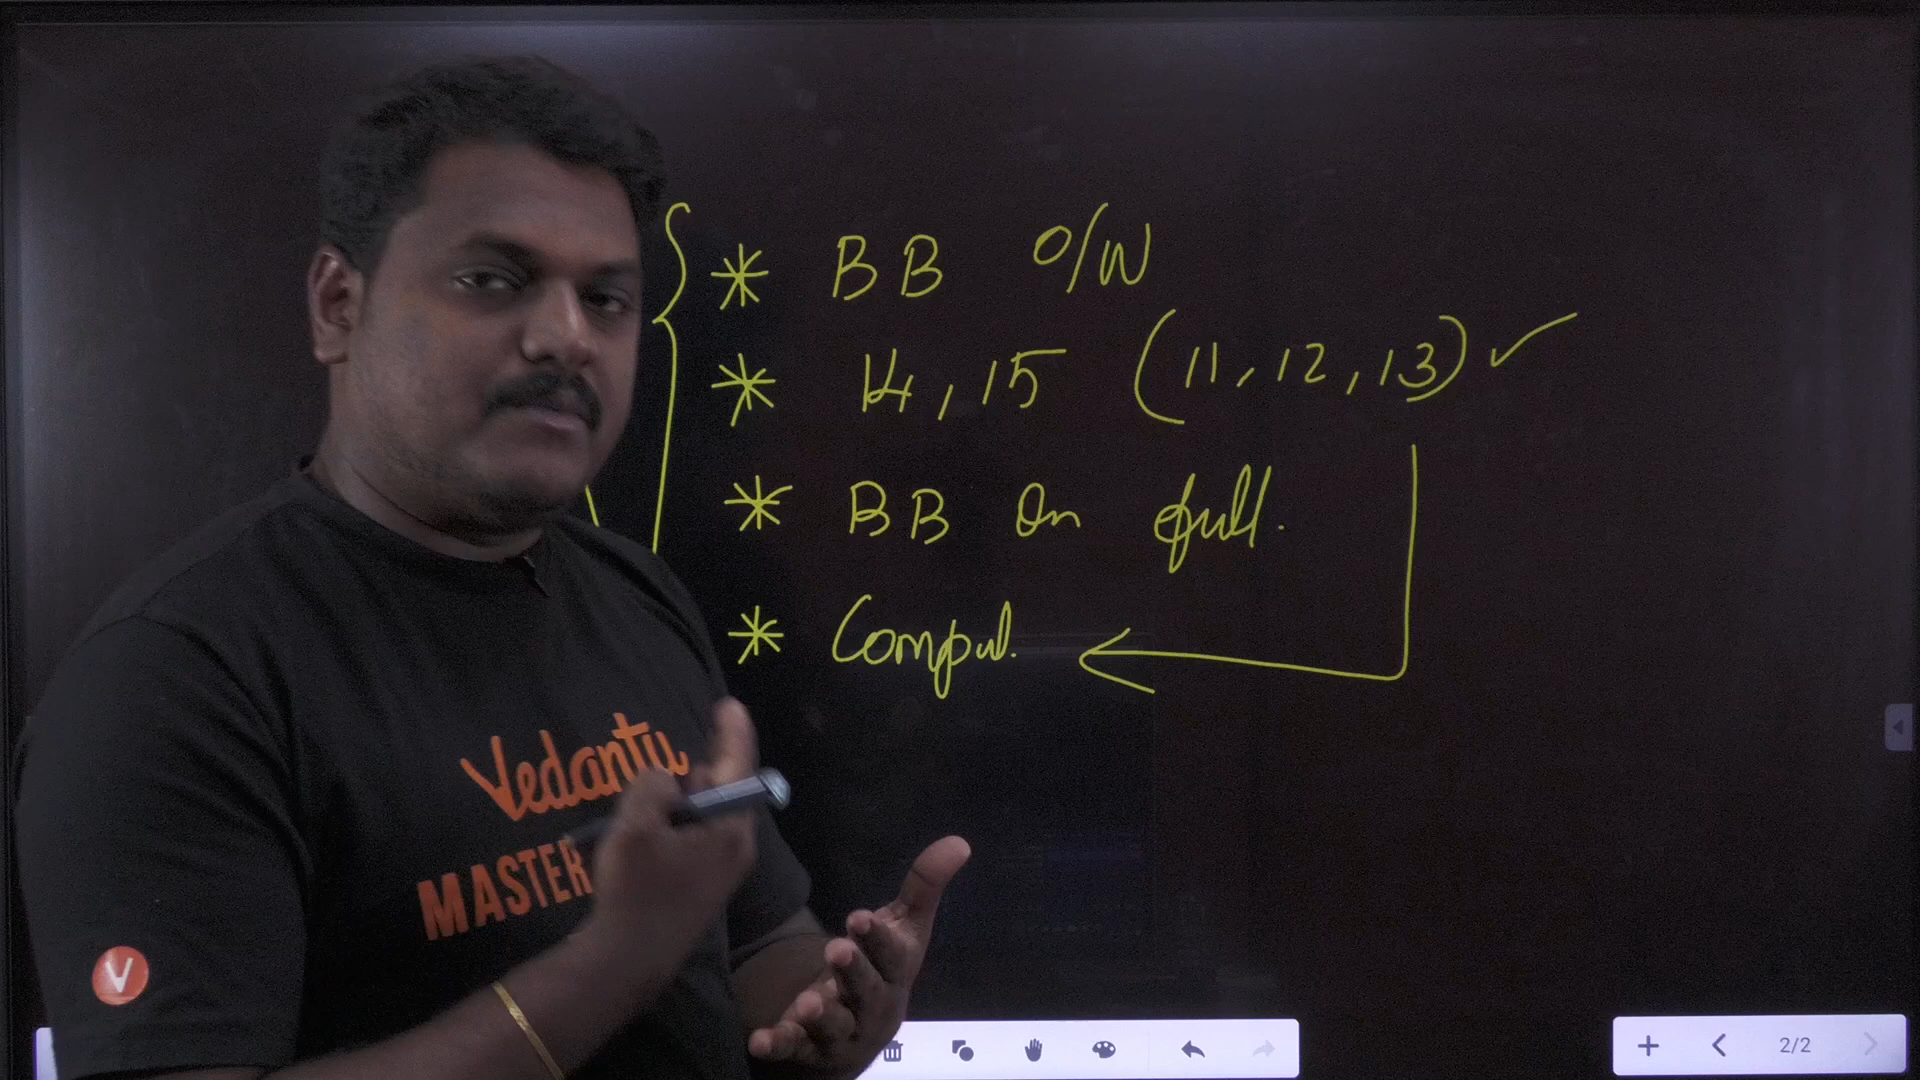 * BB O/W
* 14, 15 (11, 12, 13) ✓
* BB On full.
* Compul.
Vedantu
MASTER
V
2/2